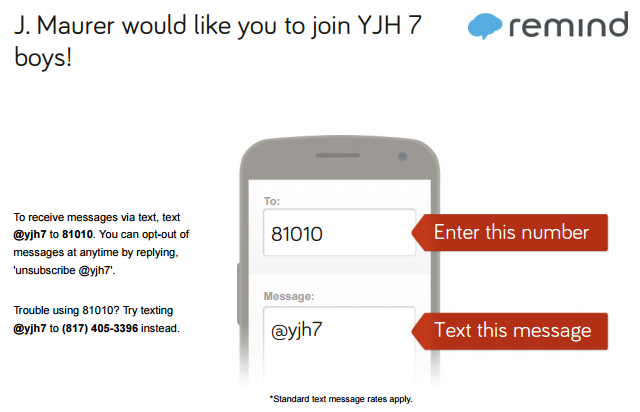 J. Maurer would like you to join YJH 7
boys!
remind
To receive messages via text, text
@yjh7 to 81010. You can opt-out of
messages at anytime by replying,
'unsubscribe @yjh7'.
Trouble using 81010? Try texting
@yjh7 to (817) 405-3396 instead.
To:
81010
Enter this number
Message:
@yjh7
Text this message
*Standard text message rates apply.